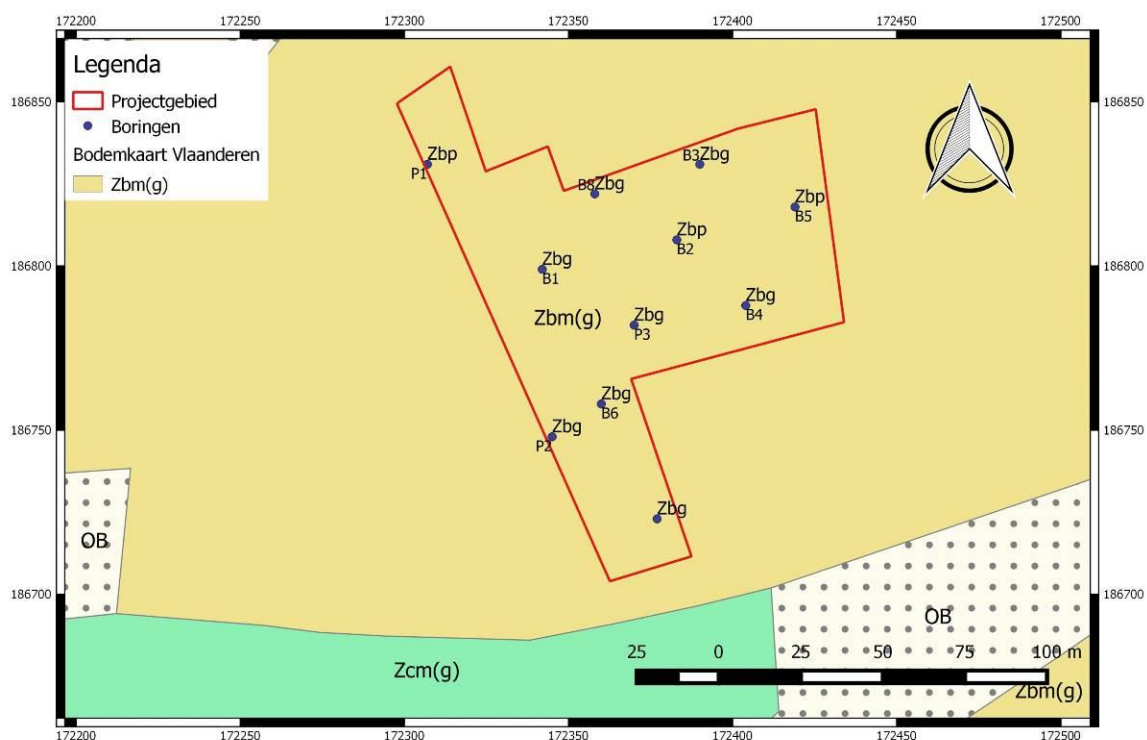 172200 172250 172300 172350 172400 172450 172500
Legenda
Projectgebied
Boringen
Bodemkaart Vlaanderen
Zbm(g)
186850 186850
Zbp
P1
B3 Zbg
B8 Zbg
Zbp
B5
Zbp
B2
186800 186800
Zbg
B1
Zbg
B4
Zbm(g)
Zbg
P3
Zbg
B6
Zbg
P2
186750 186750
Zbg
OB
186700 186700
OB
25 0 25 50 75 100 m
Zcm(g)
Zbm(g)
172200 172250 172300 172350 172400 172450 172500